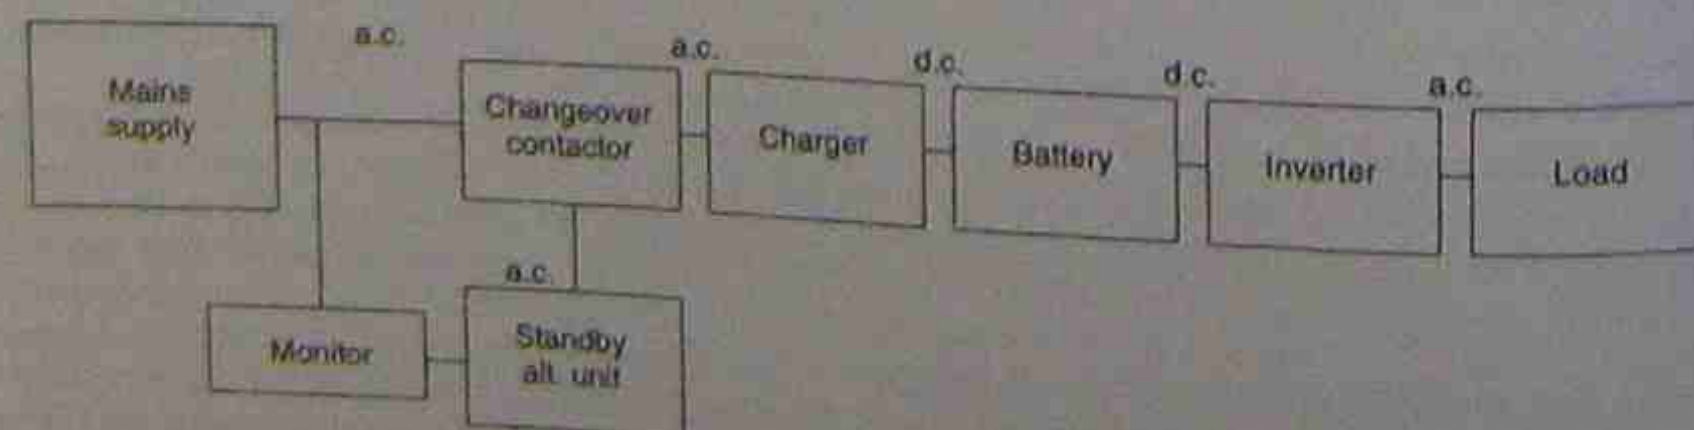 a.c.
a.c.
d.c.
d.c.
a.c.
Mains
supply
Changeover
contactor
Charger
Battery
Inverter
Load
a.c.
Monitor
Standby
alt. unit